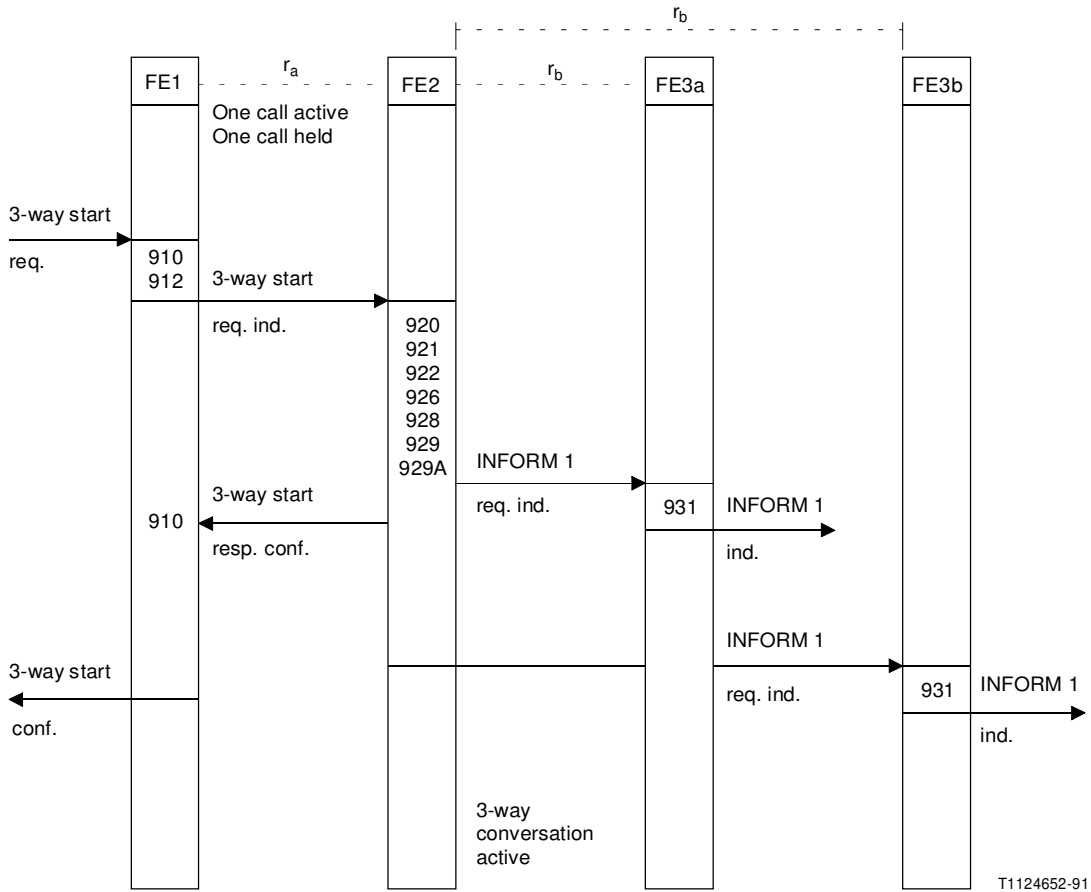 r_b
FE1
r_a
FE2
r_b
FE3a
FE3b
One call active
One call held
3-way start
req.
910
912
3-way start
req. ind.
920
921
922
926
928
929
929A
INFORM 1
req. ind.
931
INFORM 1
ind.
3-way start
910
resp. conf.
INFORM 1
req. ind.
3-way start
conf.
931
INFORM 1
ind.
3-way
conversation
active
T1124652-91